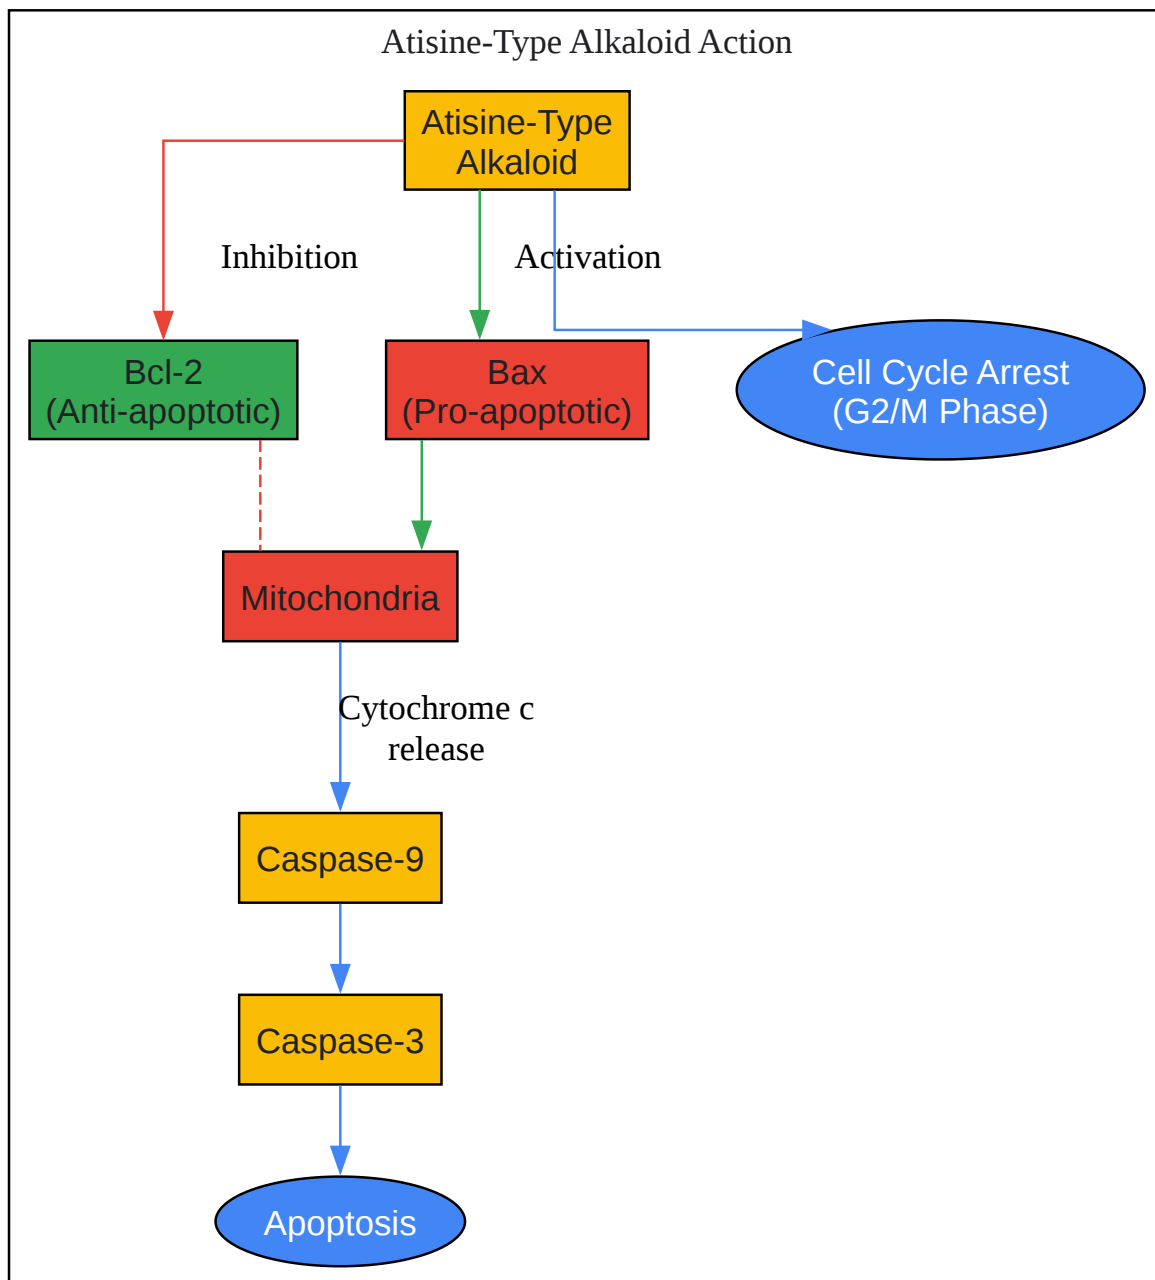 Atisine-Type Alkaloid Action
Atisine-Type
Alkaloid
Inhibition
Activation
Bcl-2
(Anti-apoptotic)
Bax
(Pro-apoptotic)
Cell Cycle Arrest
(G2/M Phase)
Mitochondria
Cytochrome c
release
Caspase-9
Caspase-3
Apoptosis